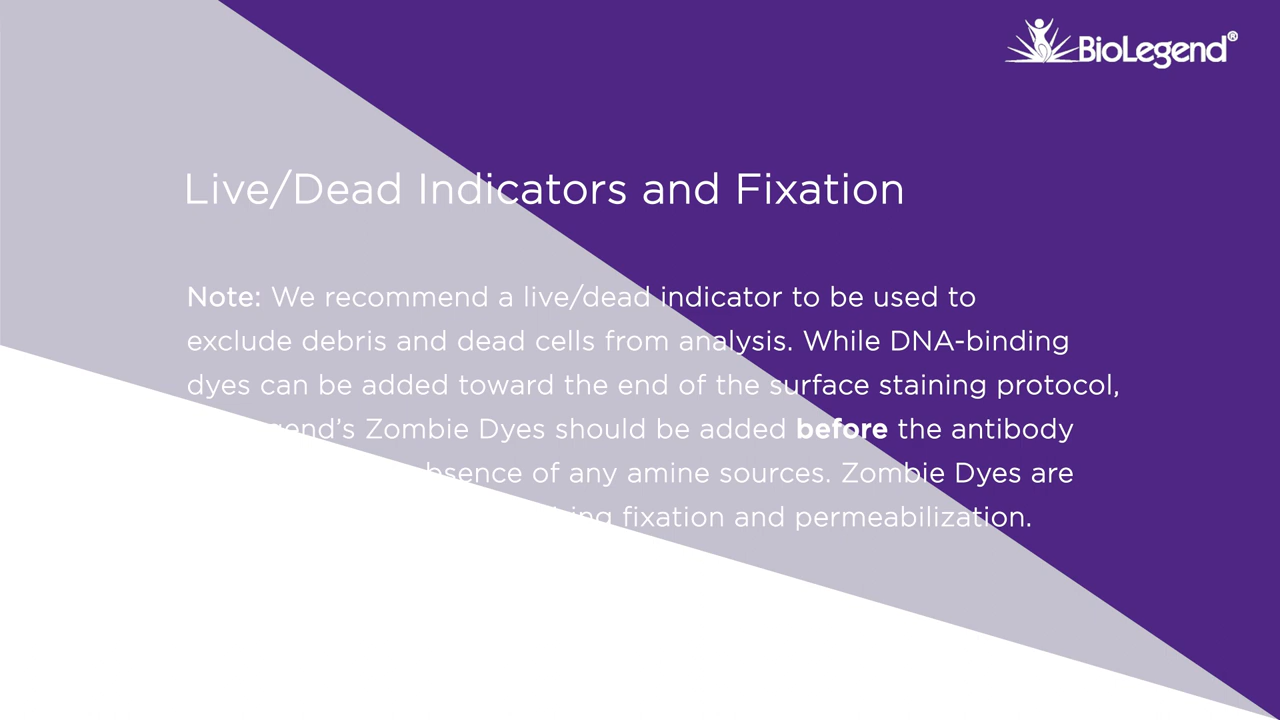 BioLegend®
Live/Dead Indicators and Fixation
Note: We recommend a live/dead indicator to be used to
exclude debris and dead cells from analysis. While DNA-binding
dyes can be added toward the end of the surface staining protocol,
Zombie Dyes should be added before the antibody
of any amine sources. Zombie Dyes are
fixation and permeabilization.